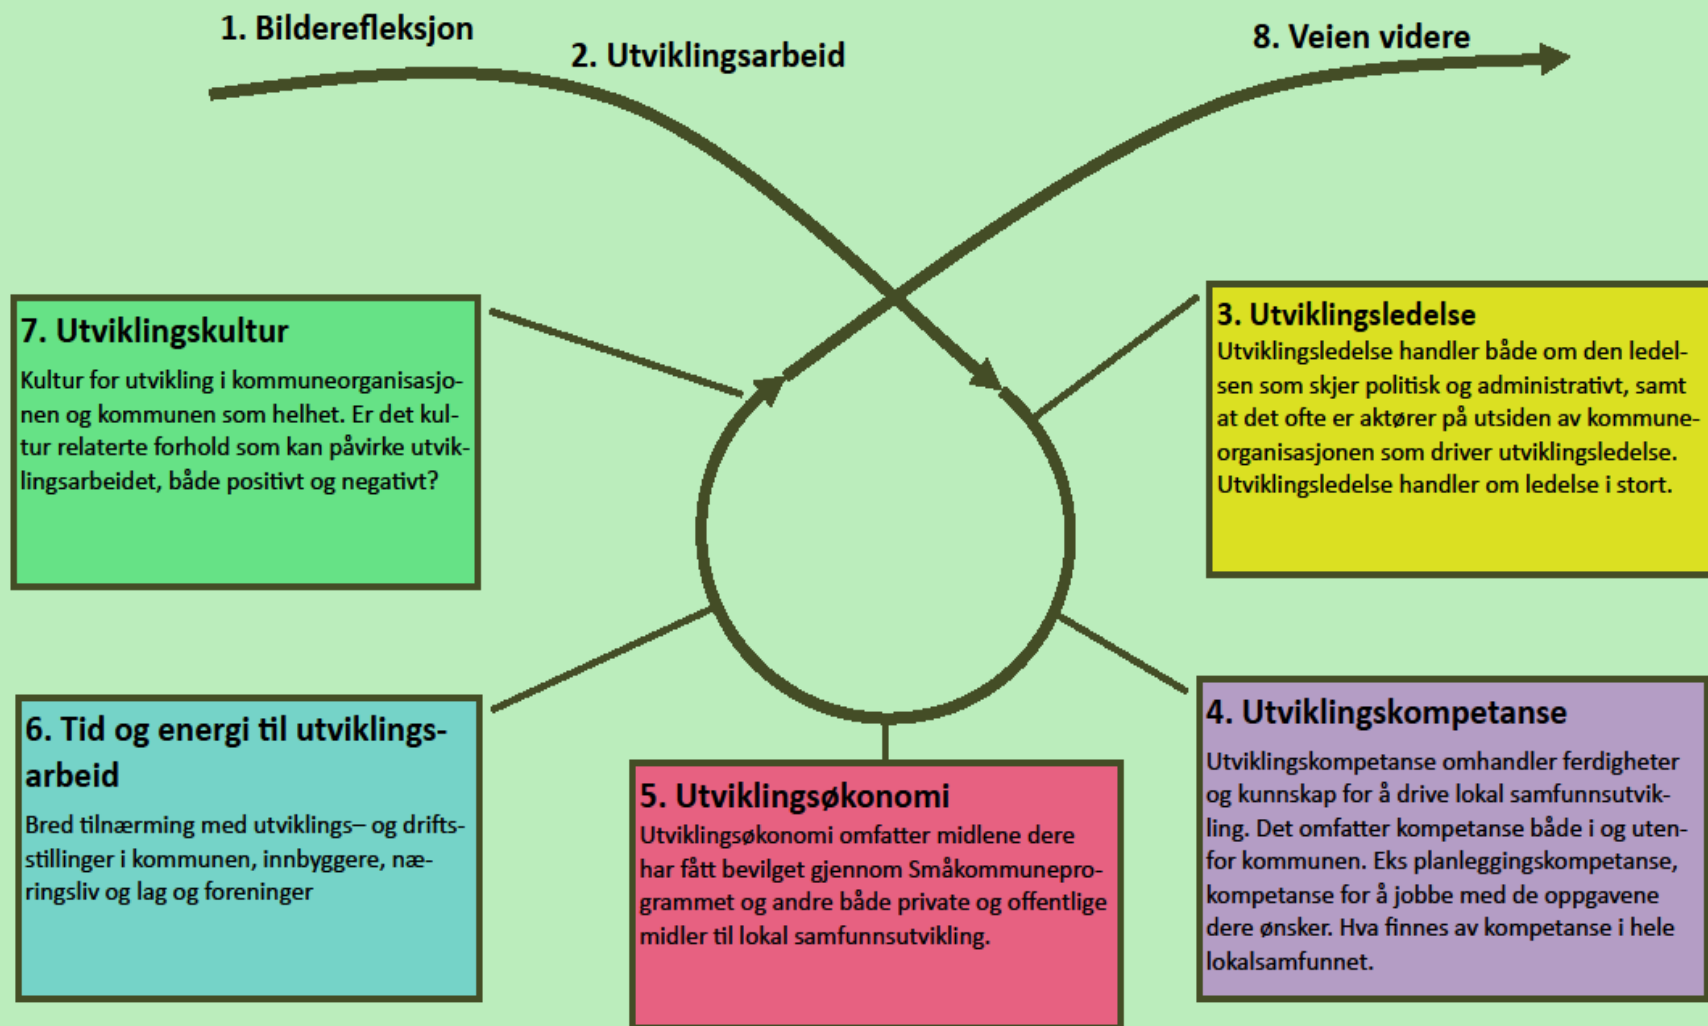 1. Bilderefleksjon
2. Utviklingsarbeid
8. Veien videre
7. Utviklingskultur
Kultur for utvikling i kommuneorganisasjo-
nen og kommunen som helhet. Er det kul-
tur relaterte forhold som kan påvirke utvik-
lingsarbeidet, både positivt og negativt?
3. Utviklingsledelse
Utviklingsledelse handler både om den ledel-
sen som skjer politisk og administrativt, samt
at det ofte er aktører på utsiden av kommune-
organisasjonen som driver utviklingsledelse.
Utviklingsledelse handler om ledelse i stort.
6. Tid og energi til utviklings-
arbeid
Bred tilnærming med utviklings– og drifts-
stillinger i kommunen, innbyggere, næ-
ringsliv og lag og foreninger
5. Utviklingsøkonomi
Utviklingsøkonomi omfatter midlene dere
har fått bevilget gjennom Småkommunepro-
grammet og andre både private og offentlige
midler til lokal samfunnsutvikling.
4. Utviklingskompetanse
Utviklingskompetanse omhandler ferdigheter
og kunnskap for å drive lokal samfunnsutvik-
ling. Det omfatter kompetanse både i og uten-
for kommunen. Eks planleggingskompetanse,
kompetanse for å jobbe med de oppgavene
dere ønsker. Hva finnes av kompetanse i hele
lokalsamfunnet.